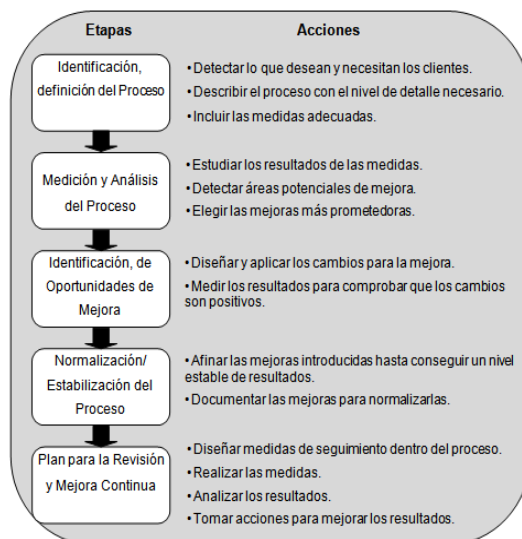 Etapas
Acciones
Identificación,
definición del Proceso
• Detectar lo que desean y necesitan los clientes.
• Describir el proceso con el nivel de detalle necesario.
• Incluir las medidas adecuadas.
Medición y Análisis
del Proceso
• Estudiar los resultados de las medidas.
• Detectar áreas potenciales de mejora.
• Elegir las mejoras más prometedoras.
Identificación, de
Oportunidades de
Mejora
• Diseñar y aplicar los cambios para la mejora.
• Medir los resultados para comprobar que los cambios
son positivos.
Normalización/
Estabilización del
Proceso
• Afinar las mejoras introducidas hasta conseguir un nivel
estable de resultados.
• Documentar las mejoras para normalizarlas.
Plan para la Revisión
y Mejora Continua
• Diseñar medidas de seguimiento dentro del proceso.
• Realizar las medidas.
• Analizar los resultados.
• Tomar acciones para mejorar los resultados.